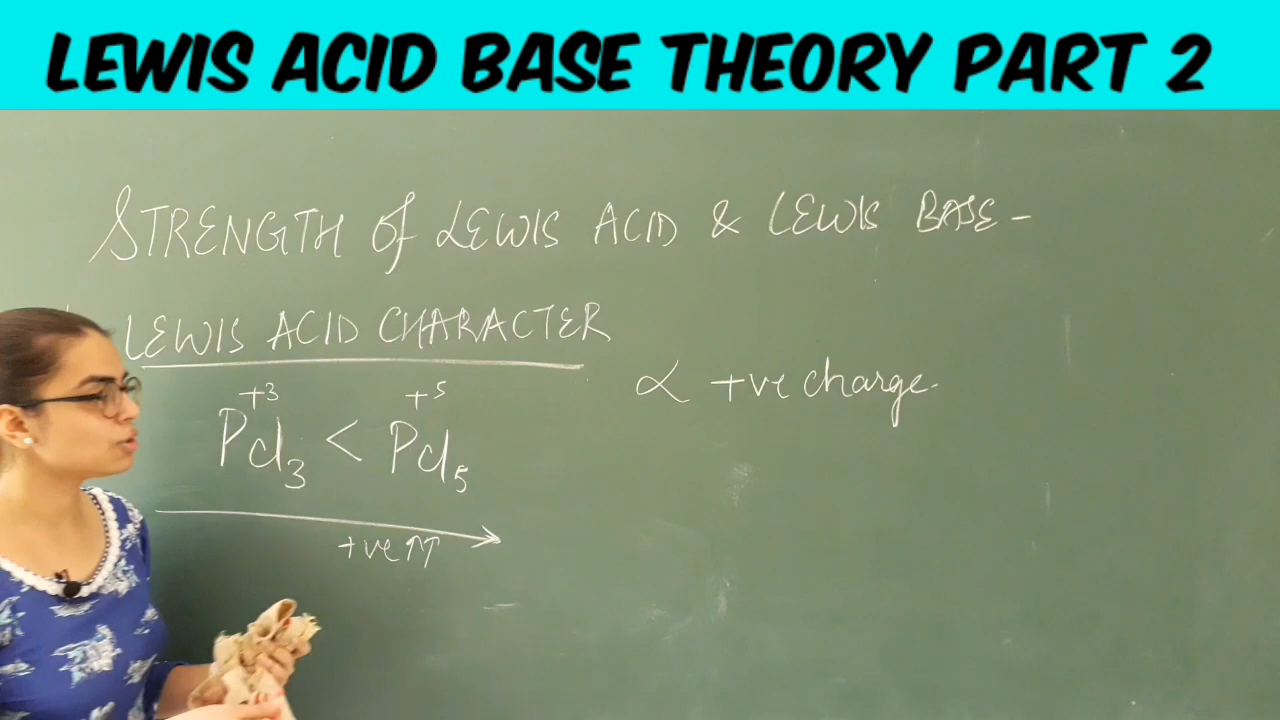 LEWIS ACID BASE THEORY PART 2
STRENGTH of LEWIS ACID & LEWIS BASE -
LEWIS ACID CHARACTER
∝ +ve charge.
+3 +5
PCl3 < PCl5
+ve ↑↑